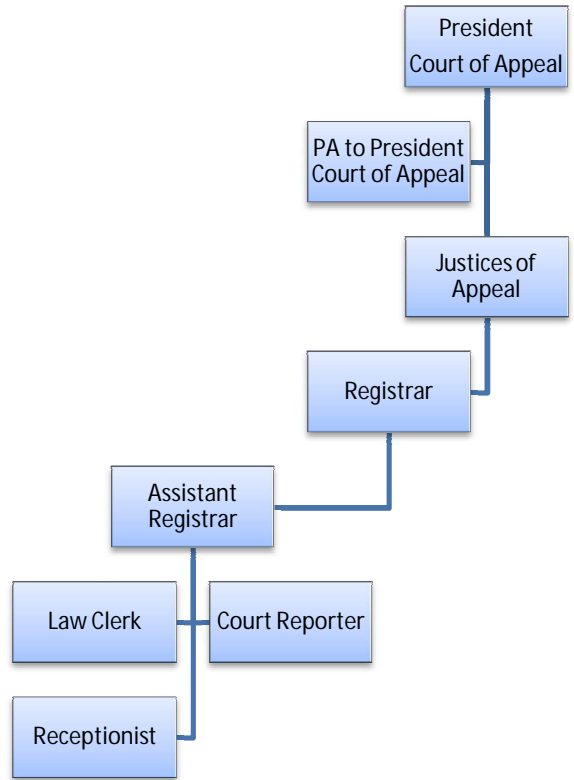 President
Court of Appeal
PA to President
Court of Appeal
Justices of
Appeal
Registrar
Assistant
Registrar
Law Clerk
Court Reporter
Receptionist